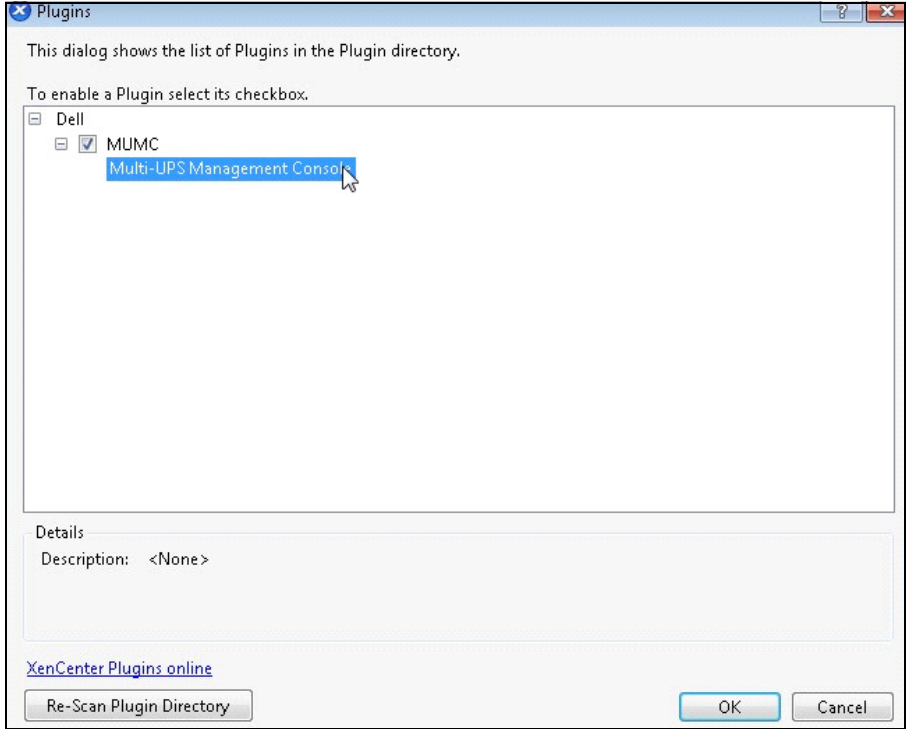 Plugins
?
This dialog shows the list of Plugins in the Plugin directory.
To enable a Plugin select its checkbox.
Dell
MUMC
Multi-UPS Management Console
Details
Description: <None>
XenCenter Plugins online
Re-Scan Plugin Directory
OK
Cancel